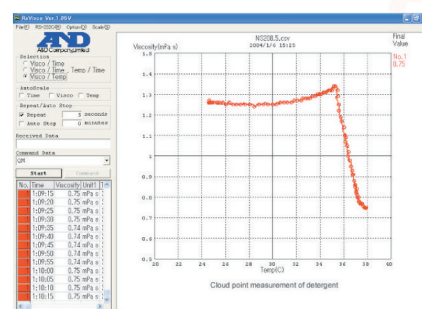 RsVisco Ver.1.05V
File(F) RS-232C(R) Option(O) Scale(S)
AND
A&D Company,Limited
Selection
Visco / Time
Visco / Time , Temp / Time
Visco / Temp
AutoScale
Time Visco Temp
Repeat/Auto Stop
Repeat 5 seconds
Auto Stop 0 minutes
Received Data
Command Data
QM
Start Command
No. Time Viscosity Unit1
1:09:15 0.75 mPa s
1:09:20 0.75 mPa s
1:09:25 0.75 mPa s
1:09:30 0.75 mPa s
1:09:35 0.74 mPa s
1:09:40 0.74 mPa s
1:09:45 0.74 mPa s
1:09:50 0.74 mPa s
1:09:55 0.74 mPa s
1:10:00 0.75 mPa s
1:10:05 0.75 mPa s
1:10:10 0.75 mPa s
1:10:15 0.75 mPa s
NS208.5.csv
Viscosity(mPa s) 2004/1/6 18:23
Final
Value
No.1
0.75
1.5
1.4
1.3
1.2
1.1
1
0.9
0.8
0.7
0.6
0.5
20 22 24 26 28 30 32 34 36 38 40
Temp(C)
Cloud point measurement of detergent